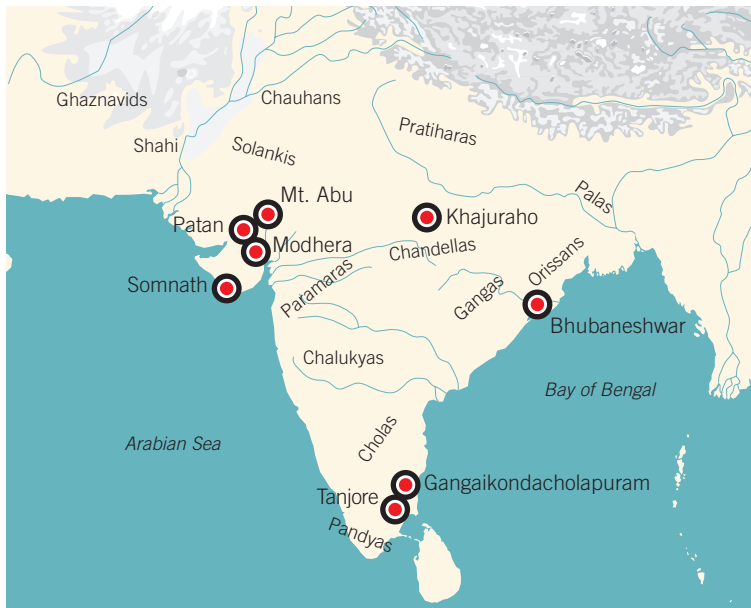 Ghaznavids
Chauhans
Pratiharas
Shahi
Solankis
Mt. Abu
Palas
Patan
Khajuraho
Modhera
Chandellas
Somnath
Paramaras
Gangas
Orissans
Bhubaneshwar
Chalukyas
Bay of Bengal
Arabian Sea
Cholas
Gangaikondacholapuram
Tanjore
Pandyas